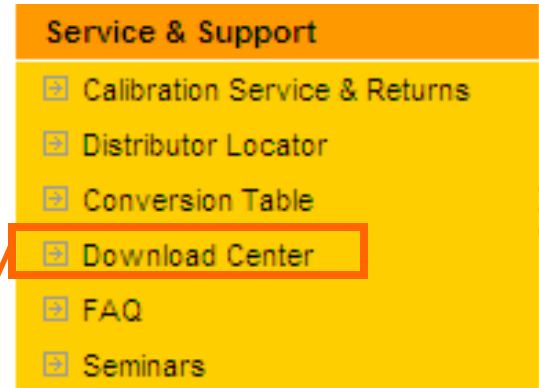 Service & Support
Calibration Service & Returns
Distributor Locator
Conversion Table
Download Center
FAQ
Seminars